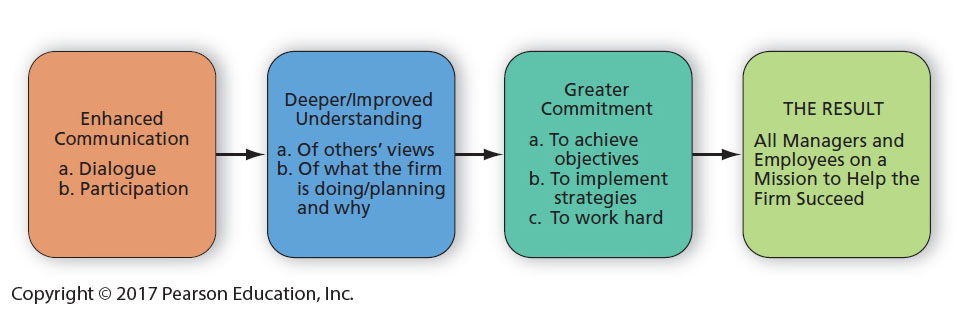 Enhanced
Communication
a. Dialogue
b. Participation
Deeper/Improved
Understanding
a. Of others' views
b. Of what the firm
is doing/planning
and why
Greater
Commitment
a. To achieve
objectives
b. To implement
strategies
c. To work hard
THE RESULT
All Managers and
Employees on a
Mission to Help the
Firm Succeed
Copyright © 2017 Pearson Education, Inc.